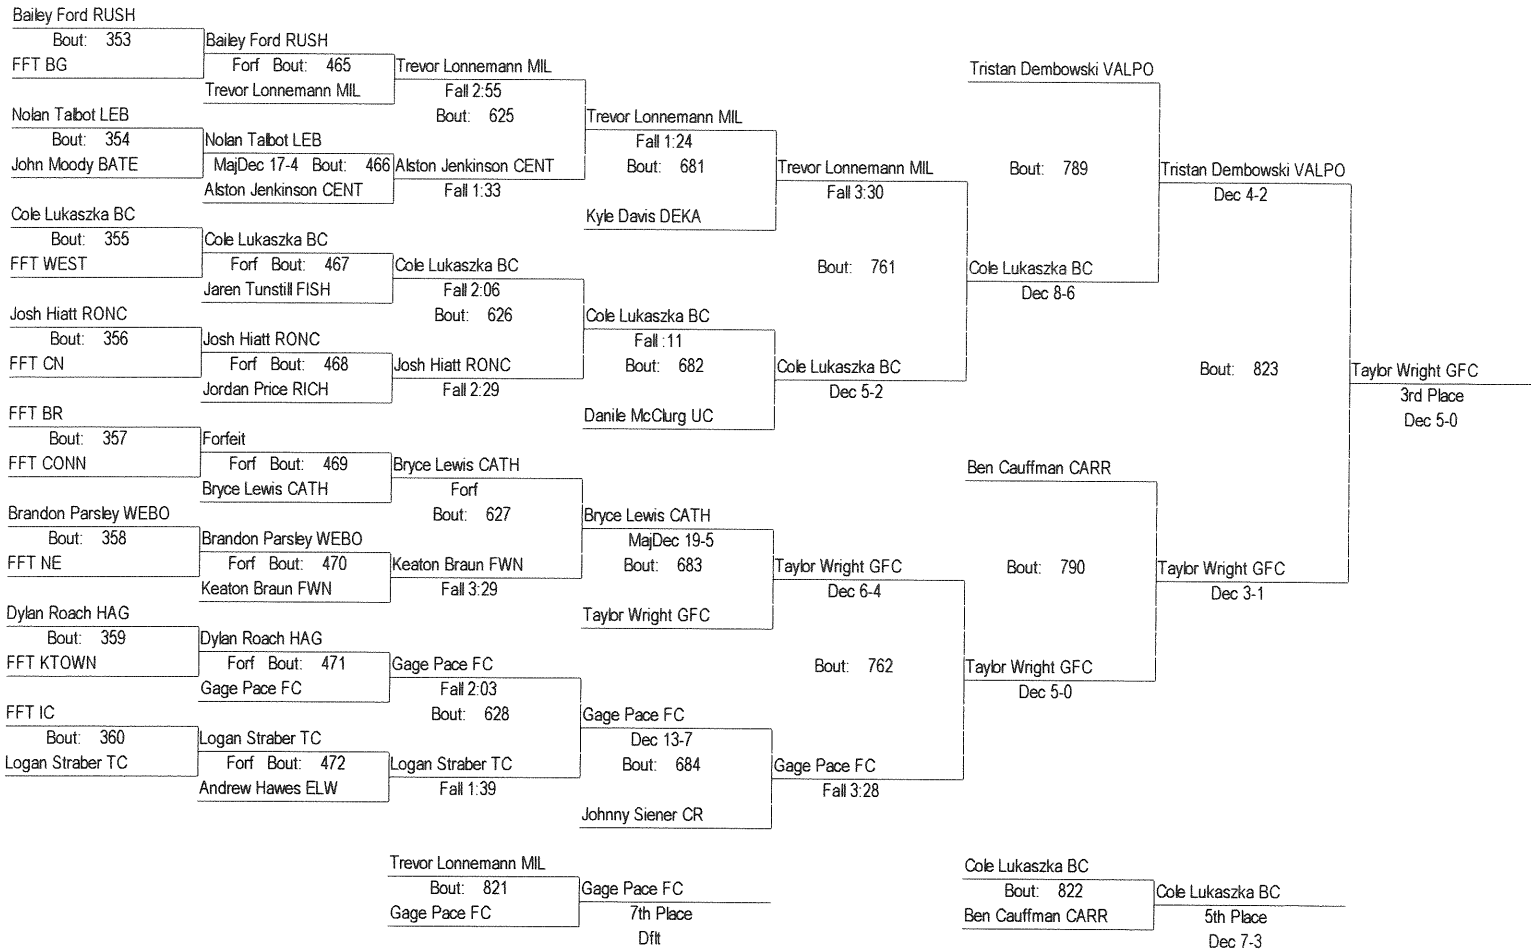 Bailey Ford RUSH
Bout: 353
FFT BG
Nolan Talbot LEB
Bout: 354
John Moody BATE
Cole Lukaszka BC
Bout: 355
FFT WEST
Josh Hiatt RONC
Bout: 356
FFT CN
FFT BR
Bout: 357
FFT CONN
Brandon Parsley WEBO
Bout: 358
FFT NE
Dylan Roach HAG
Bout: 359
FFT KTOWN
FFT IC
Bout: 360
Logan Straber TC
Bailey Ford RUSH
Forf Bout: 465
Trevor Lonnemann MIL
Nolan Talbot LEB
MajDec 17-4 Bout: 466
Alston Jenkinson CENT
Cole Lukaszka BC
Forf Bout: 467
Jaren Tunstill FISH
Josh Hiatt RONC
Forf Bout: 468
Jordan Price RICH
Forfeit
Forf Bout: 469
Bryce Lewis CATH
Brandon Parsley WEBO
Forf Bout: 470
Keaton Braun FWN
Dylan Roach HAG
Forf Bout: 471
Gage Pace FC
Logan Straber TC
Forf Bout: 472
Andrew Hawes ELW
Trevor Lonnemann MIL
Fall 2:55
Bout: 625
Alston Jenkinson CENT
Fall 1:33
Cole Lukaszka BC
Fall 2:06
Bout: 626
Josh Hiatt RONC
Fall 2:29
Bryce Lewis CATH
Forf
Bout: 627
Keaton Braun FWN
Fall 3:29
Gage Pace FC
Fall 2:03
Bout: 628
Logan Straber TC
Fall 1:39
Trevor Lonnemann MIL
Fall 1:24
Bout: 681
Kyle Davis DEKA
Cole Lukaszka BC
Fall :11
Bout: 682
Danile McClurg UC
Bryce Lewis CATH
MajDec 19-5
Bout: 683
Taylor Wright GFC
Gage Pace FC
Dec 13-7
Bout: 684
Johnny Siener CR
Trevor Lonnemann MIL
Fall 3:30
Bout: 761
Cole Lukaszka BC
Dec 5-2
Taylor Wright GFC
Dec 6-4
Bout: 762
Gage Pace FC
Fall 3:28
Tristan Dembowski VALPO
Bout: 789
Cole Lukaszka BC
Dec 8-6
Ben Cauffman CARR
Bout: 790
Taylor Wright GFC
Dec 5-0
Tristan Dembowski VALPO
Dec 4-2
Bout: 823
Taylor Wright GFC
Dec 3-1
Taylor Wright GFC
3rd Place
Dec 5-0
Trevor Lonnemann MIL
Bout: 821
Gage Pace FC
Gage Pace FC
7th Place
Dflt
Cole Lukaszka BC
Bout: 822
Ben Cauffman CARR
Cole Lukaszka BC
5th Place
Dec 7-3